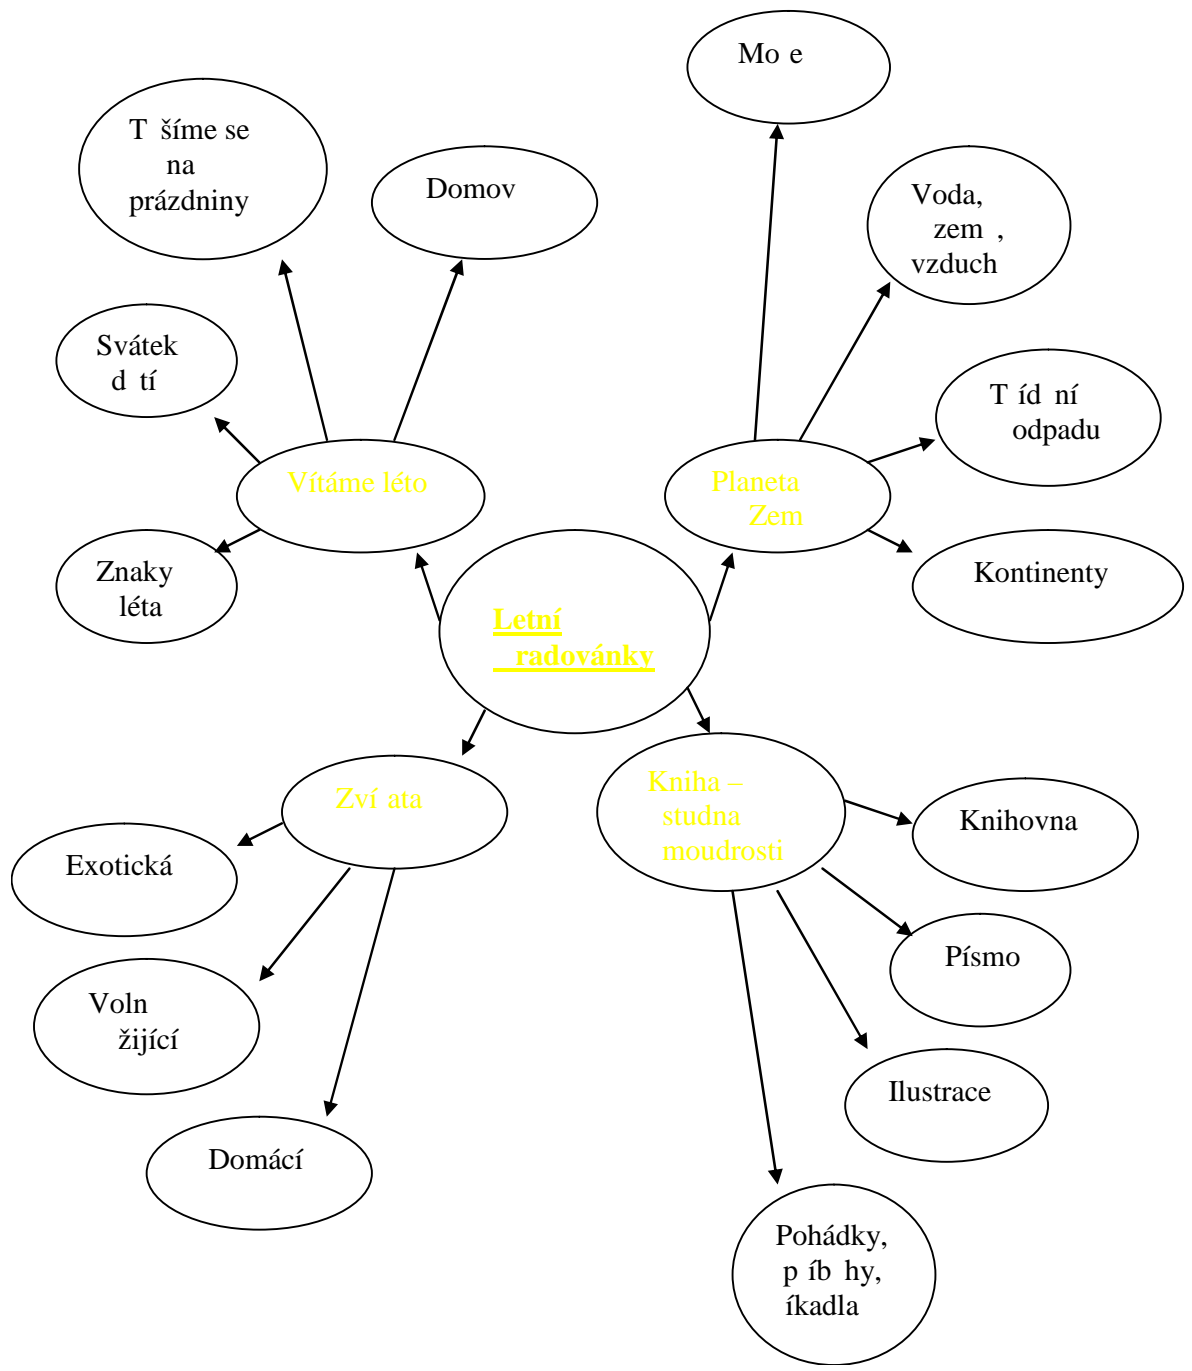 Mo e
T šíme se
na
prázdniny
Domov
Voda,
zem ,
vzduch
Svátek
d tí
T íd ní
odpadu
Vítáme léto
Planeta
Zem
Znaky
léta
Kontinenty
Letní
radovánky
Zví ata
Kniha –
studna
moudrosti
Exotická
Knihovna
Voln
žijící
Písmo
Ilustrace
Domácí
Pohádky,
p íb hy,
íkadla